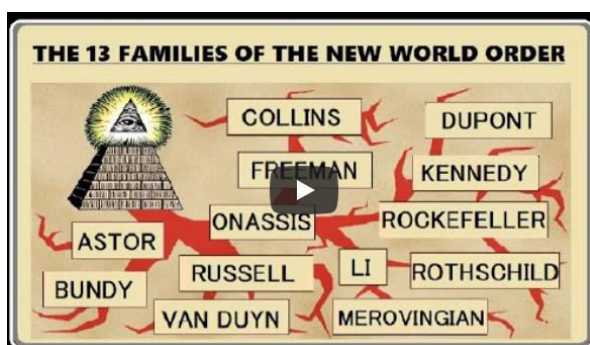 THE 13 FAMILIES OF THE NEW WORLD ORDER
COLLINS
DUPONT
FREEMAN
KENNEDY
ONASSIS
ROCKEFELLER
ASTOR
RUSSELL
LI
ROTHSCHILD
BUNDY
VAN DUYN
MEROVINGIAN